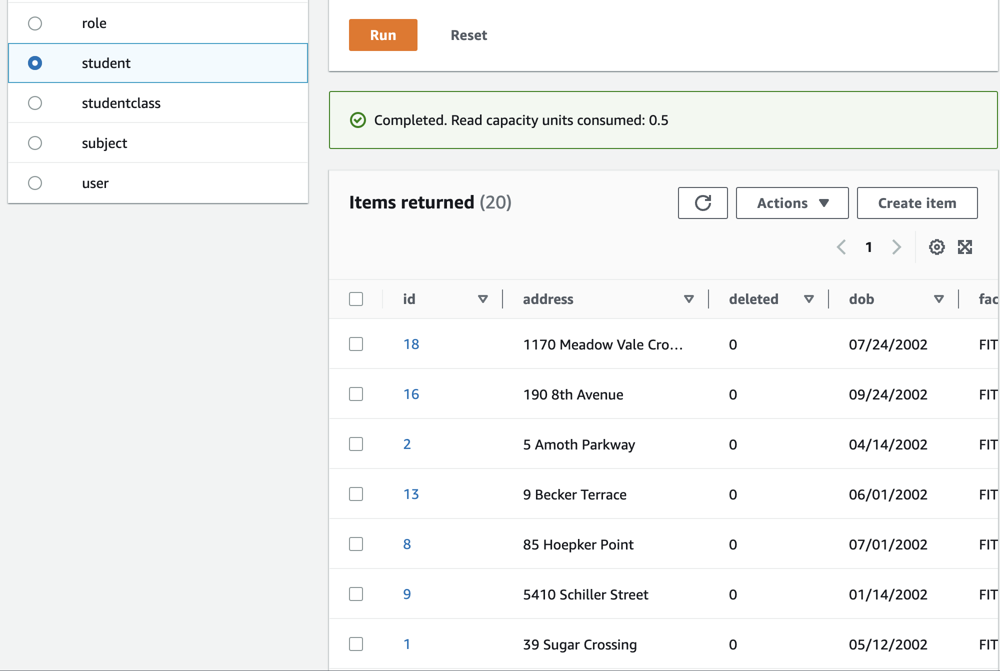 role
student
studentclass
subject
user
Run Reset
Completed. Read capacity units consumed: 0.5
Items returned (20)
Actions Create item
1
id address deleted dob fac
18 1170 Meadow Vale Cro... 0 07/24/2002 FIT
16 190 8th Avenue 0 09/24/2002 FIT
2 5 Amoth Parkway 0 04/14/2002 FIT
13 9 Becker Terrace 0 06/01/2002 FIT
8 85 Hoepker Point 0 07/01/2002 FIT
9 5410 Schiller Street 0 01/14/2002 FIT
1 39 Sugar Crossing 0 05/12/2002 FIT